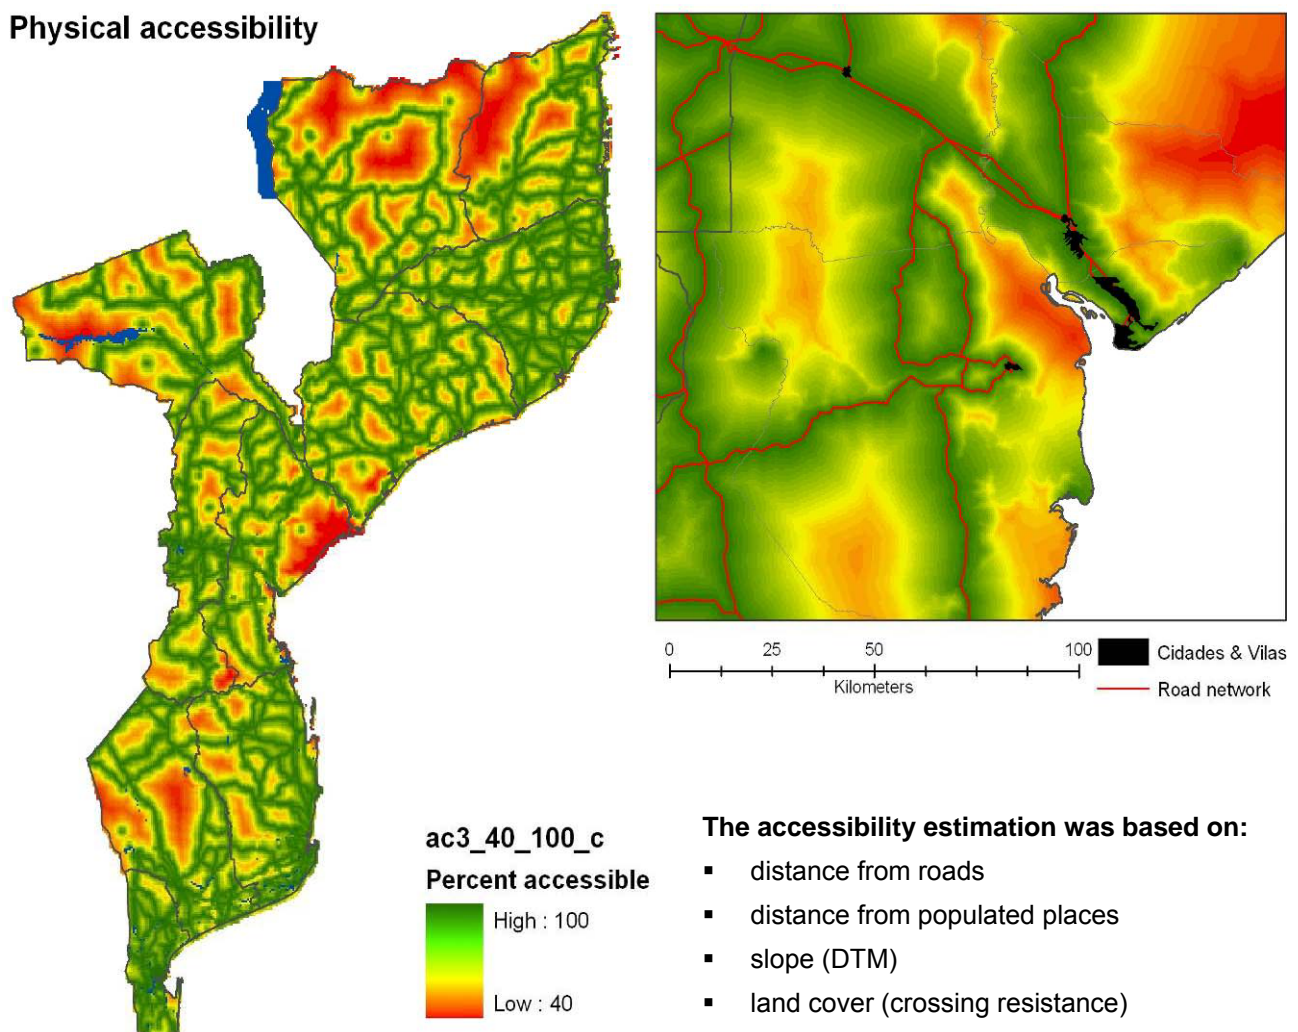 Physical accessibility
0 25 50 100
Kilometers
Cidades & Vilas
Road network
ac3_40_100_c
Percent accessible
High : 100
Low : 40
The accessibility estimation was based on:
▪ distance from roads
▪ distance from populated places
▪ slope (DTM)
▪ land cover (crossing resistance)